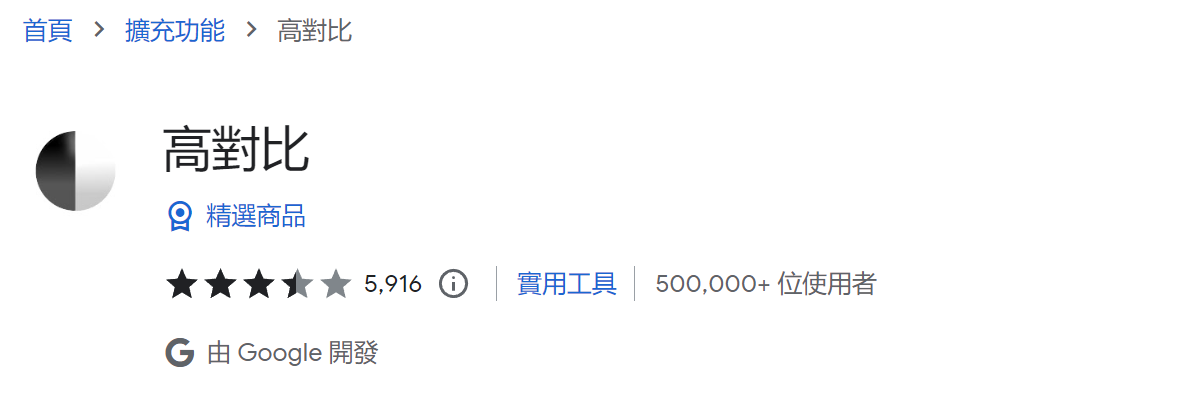 首頁 > 擴充功能 > 高對比
高對比
精選商品
5,916 實用工具 500,000+ 位使用者
由 Google 開發